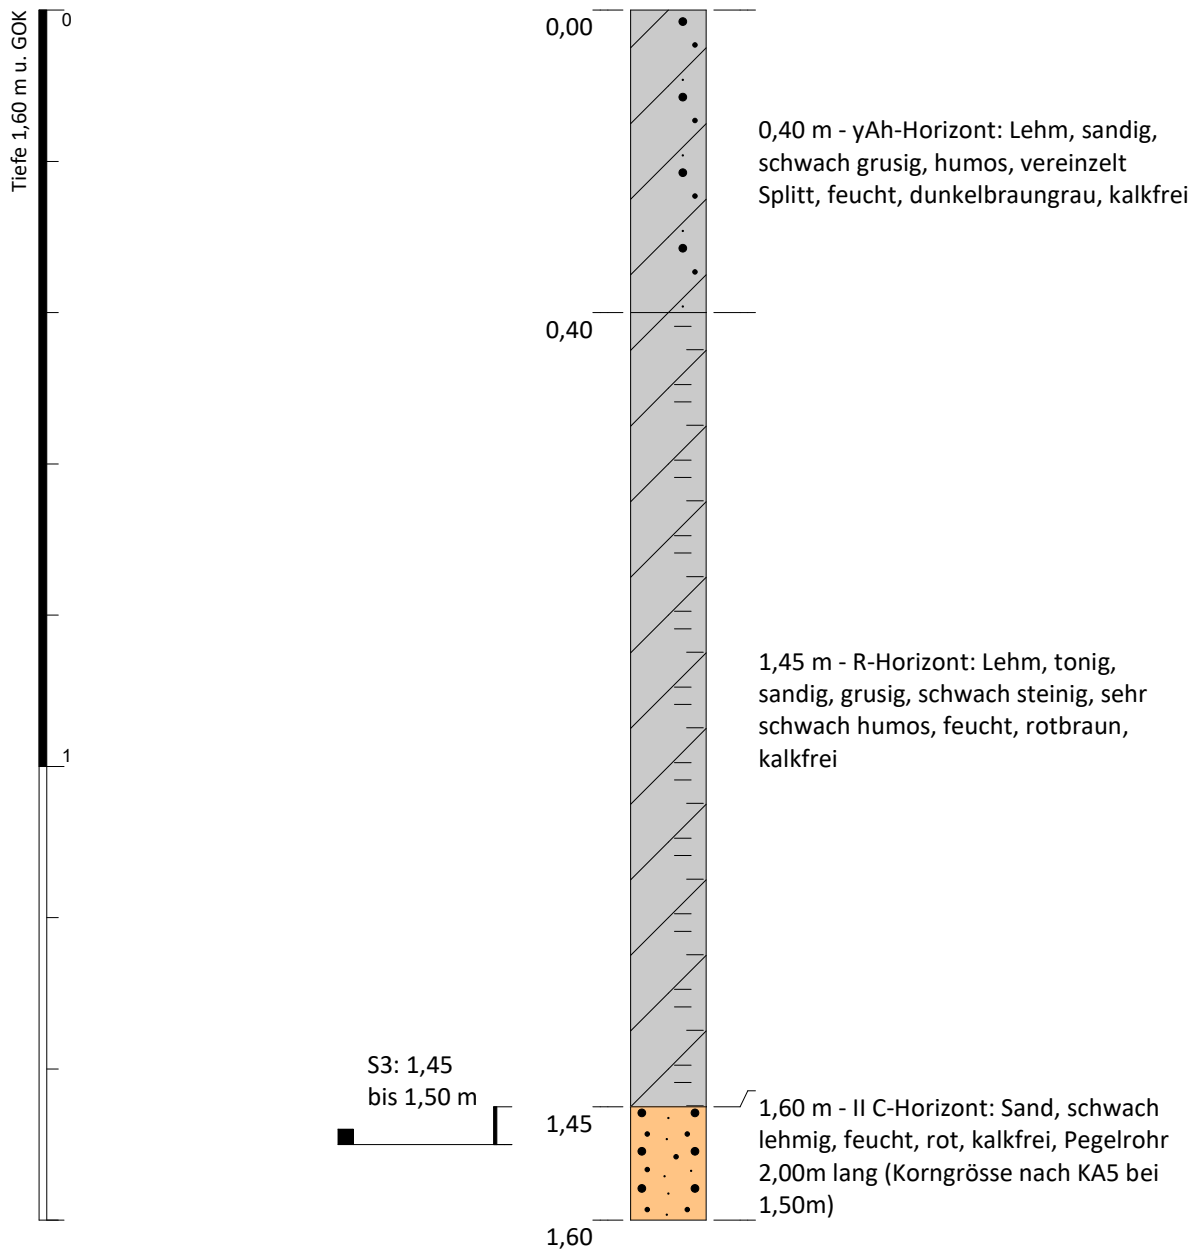 Tiefe 1,60 m u. GOK
0
0,00
0,40 m - yAh-Horizont: Lehm, sandig,
schwach grusig, humos, vereinzelt
Splitt, feucht, dunkelbraungrau, kalkfrei
0,40
1,45 m - R-Horizont: Lehm, tonig,
sandig, grusig, schwach steinig, sehr
schwach humos, feucht, rotbraun,
kalkfrei
1
S3: 1,45
bis 1,50 m
1,45
1,60 m - II C-Horizont: Sand, schwach
lehmig, feucht, rot, kalkfrei, Pegelrohr
2,00m lang (Korngrösse nach KA5 bei
1,50m)
1,60